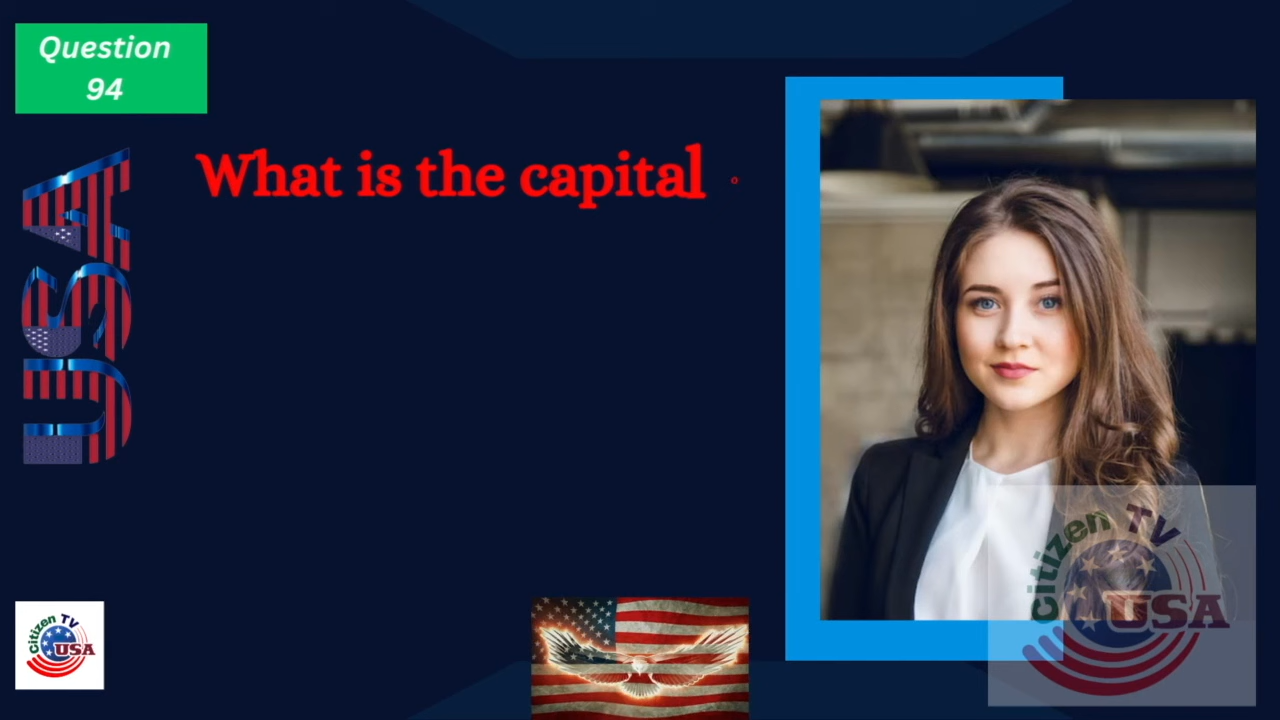 Question
94
What is the capital
USA
Citizen TV
USA
Citizen TV
USA